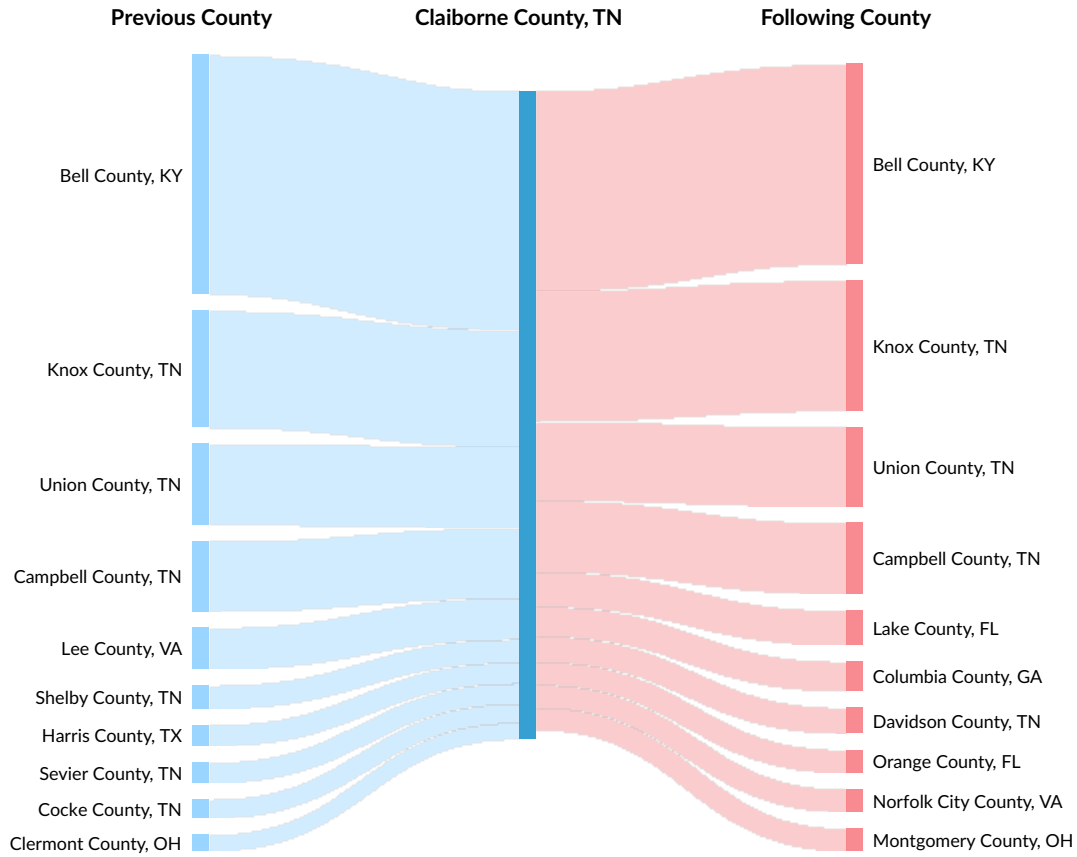 Previous County
Claiborne County, TN
Following County
Bell County, KY
Knox County, TN
Union County, TN
Campbell County, TN
Lee County, VA
Shelby County, TN
Harris County, TX
Sevier County, TN
Cocke County, TN
Clermont County, OH
Bell County, KY
Knox County, TN
Union County, TN
Campbell County, TN
Lake County, FL
Columbia County, GA
Davidson County, TN
Orange County, FL
Norfolk City County, VA
Montgomery County, OH